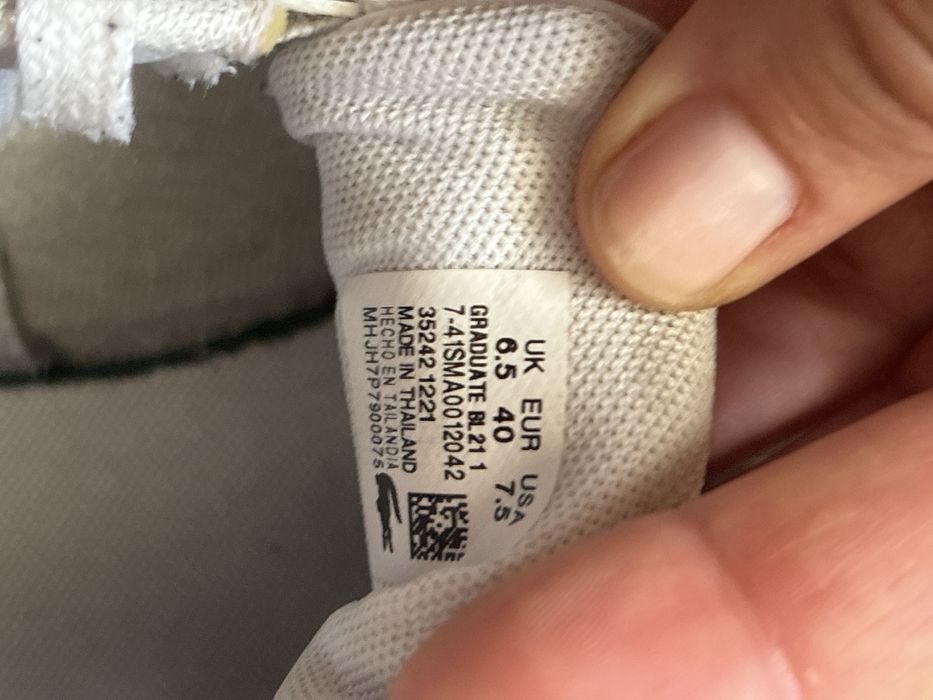 UK EUR USA
6.5 40 7.5
GRADUATE BL21 1
7-41SMA0012042
35242 1221
MADE IN THAILAND
HECHO EN TAILANDIA
MHJH7P7900075